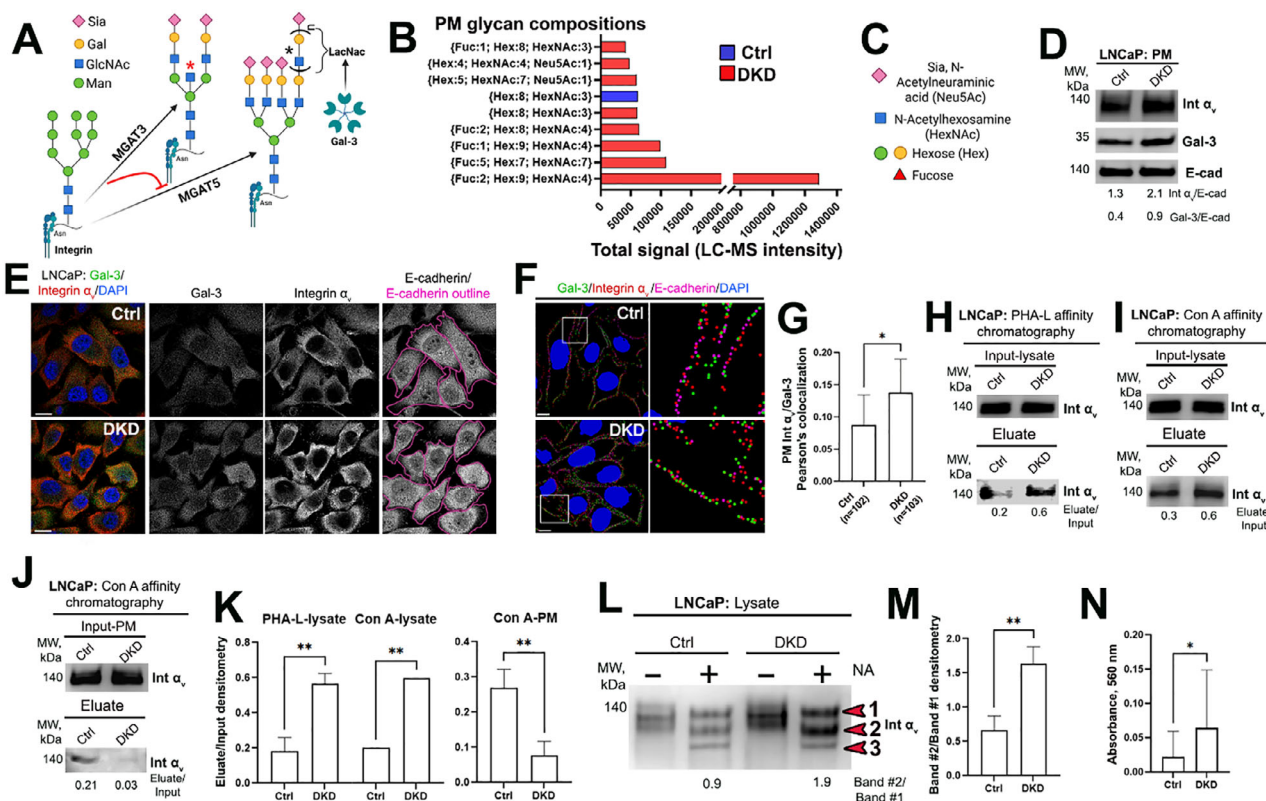 A
Sia
Gal
GlcNAc
Man
*
*
n
LacNac
Gal-3
MGAT3
MGAT5
Asn
Asn
Asn
Integrin
B
PM glycan compositions
{Fuc:1; Hex:8; HexNAc:3}
{Hex:4; HexNAc:4; Neu5Ac:1}
{Hex:5; HexNAc:7; Neu5Ac:1}
{Hex:8; HexNAc:3}
{Hex:8; HexNAc:3}
{Fuc:2; Hex:8; HexNAc:4}
{Fuc:1; Hex:9; HexNAc:4}
{Fuc:5; Hex:7; HexNAc:7}
{Fuc:2; Hex:9; HexNAc:4}
Ctrl
DKD
0
50000
100000
150000
200000
800000
1200000
1400000
Total signal (LC-MS intensity)
C
Sia, N-
Acetylneuraminic
acid (Neu5Ac)
N-Acetylhexosamine
(HexNAc)
Hexose (Hex)
Fucose
D
LNCaP: PM
MW,
kDa
Ctrl
DKD
140
Int αv
35
Gal-3
140
E-cad
1.3 2.1 Int αv/E-cad
0.4 0.9 Gal-3/E-cad
E
LNCaP: Gal-3/
Integrin αv/DAPI
Gal-3
Integrin αv
E-cadherin/
E-cadherin outline
Ctrl
DKD
F
Gal-3/Integrin αv/E-cadherin/DAPI
Ctrl
DKD
G
PM Int αv/Gal-3
Pearson's colocalization
0.20
0.15
0.10
0.05
0.00
*
Ctrl
(n=102)
DKD
(n=103)
H
LNCaP: PHA-L affinity
chromatography
Input-lysate
MW,
kDa
Ctrl
DKD
140
Int αv
Eluate
MW,
kDa
Ctrl
DKD
140
Int αv
0.2 0.6 Eluate/
Input
I
LNCaP: Con A affinity
chromatography
Input-lysate
MW,
kDa
Ctrl
DKD
140
Int αv
Eluate
MW,
kDa
Ctrl
DKD
140
Int αv
0.3 0.6 Eluate/
Input
J
LNCaP: Con A affinity
chromatography
Input-PM
MW,
kDa
Ctrl
DKD
140
Int αv
Eluate
MW,
kDa
Ctrl
DKD
140
Int αv
0.21 0.03 Eluate/
Input
K
PHA-L-lysate Con A-lysate
Con A-PM
Eluate/Input densitometry
0.8
0.6
0.4
0.2
0.0
**
**
Ctrl DKD Ctrl DKD
0.4
0.3
0.2
0.1
0.0
**
Ctrl DKD
L
LNCaP: Lysate
Ctrl
DKD
MW,
kDa
− + − + NA
140
1
2
3
Int αv
0.9 1.9 Band #2/
Band #1
M
Band #2/Band #1 densitometry
2.0
1.5
1.0
0.5
0.0
**
Ctrl DKD
N
Absorbance, 560 nm
0.20
0.15
0.10
0.05
0.00
*
Ctrl DKD